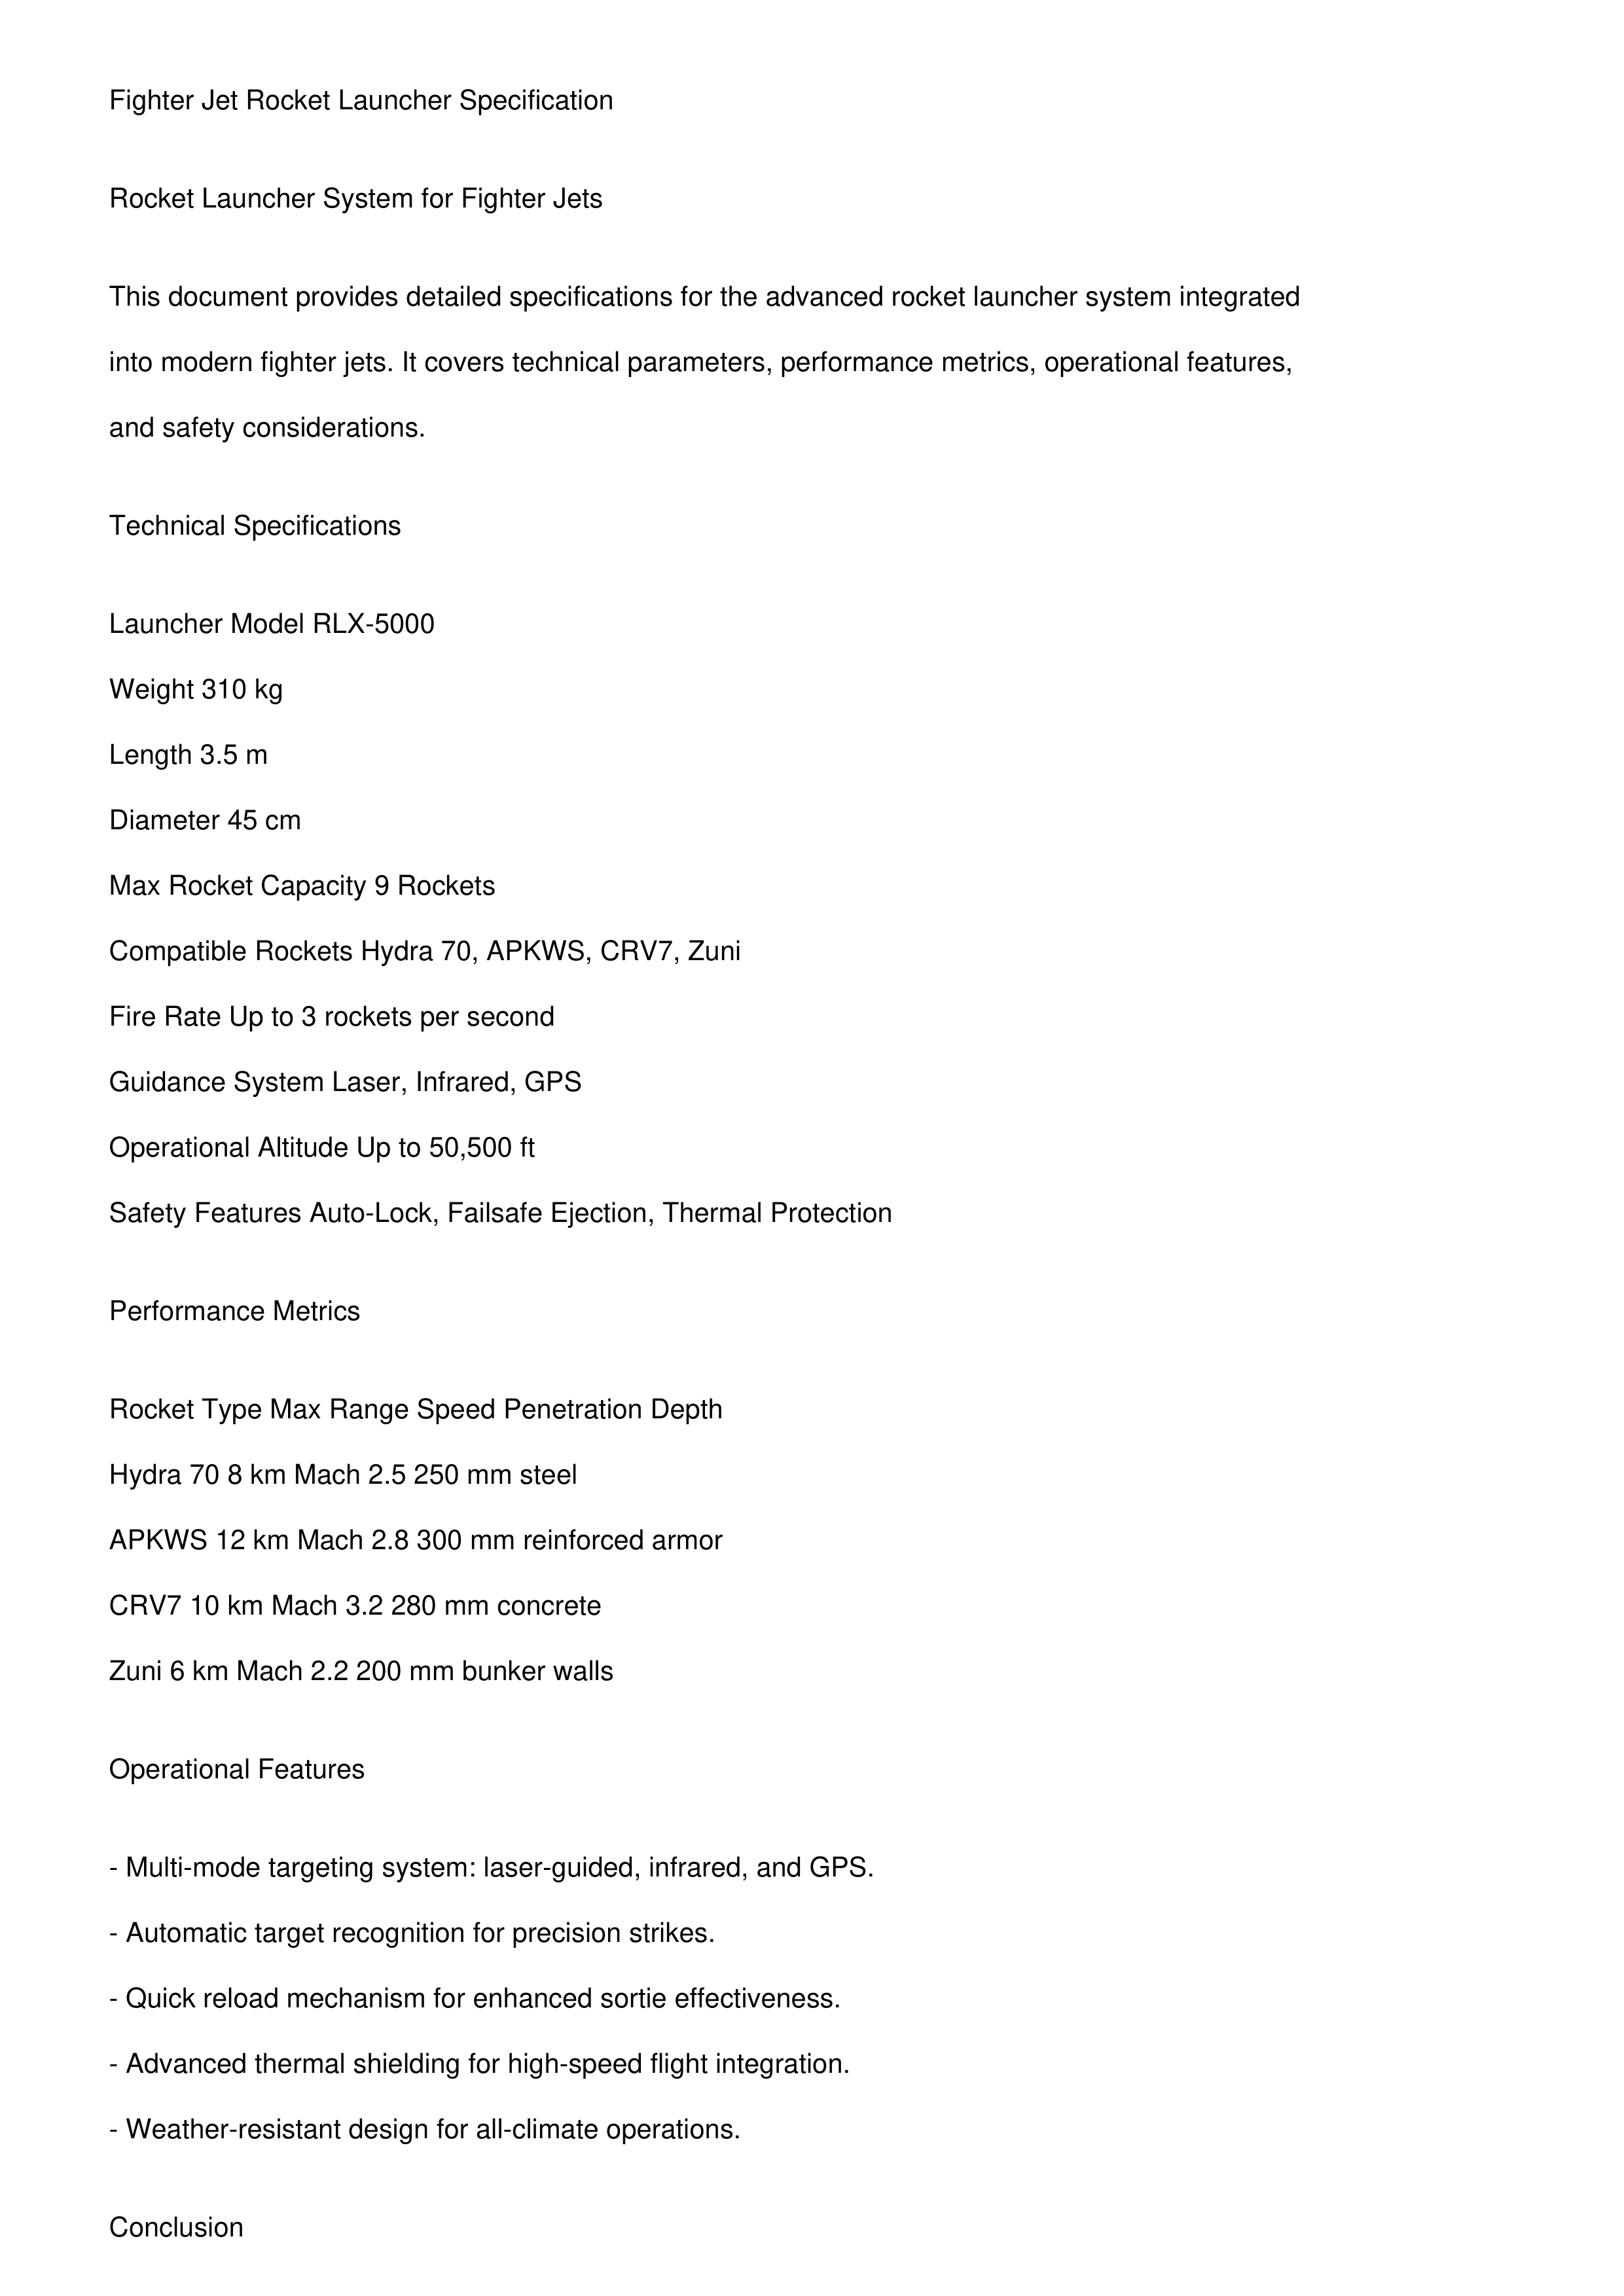 Fighter Jet Rocket Launcher Specification
Rocket Launcher System for Fighter Jets
This document provides detailed specifications for the advanced rocket launcher system integrated
into modern fighter jets. It covers technical parameters, performance metrics, operational features,
and safety considerations.
Technical Specifications
Launcher Model RLX-5000
Weight 310 kg
Length 3.5 m
Diameter 45 cm
Max Rocket Capacity 9 Rockets
Compatible Rockets Hydra 70, APKWS, CRV7, Zuni
Fire Rate Up to 3 rockets per second
Guidance System Laser, Infrared, GPS
Operational Altitude Up to 50,500 ft
Safety Features Auto-Lock, Failsafe Ejection, Thermal Protection
Performance Metrics
Rocket Type Max Range Speed Penetration Depth
Hydra 70 8 km Mach 2.5 250 mm steel
APKWS 12 km Mach 2.8 300 mm reinforced armor
CRV7 10 km Mach 3.2 280 mm concrete
Zuni 6 km Mach 2.2 200 mm bunker walls
Operational Features
- Multi-mode targeting system: laser-guided, infrared, and GPS.
- Automatic target recognition for precision strikes.
- Quick reload mechanism for enhanced sortie effectiveness.
- Advanced thermal shielding for high-speed flight integration.
- Weather-resistant design for all-climate operations.
Conclusion